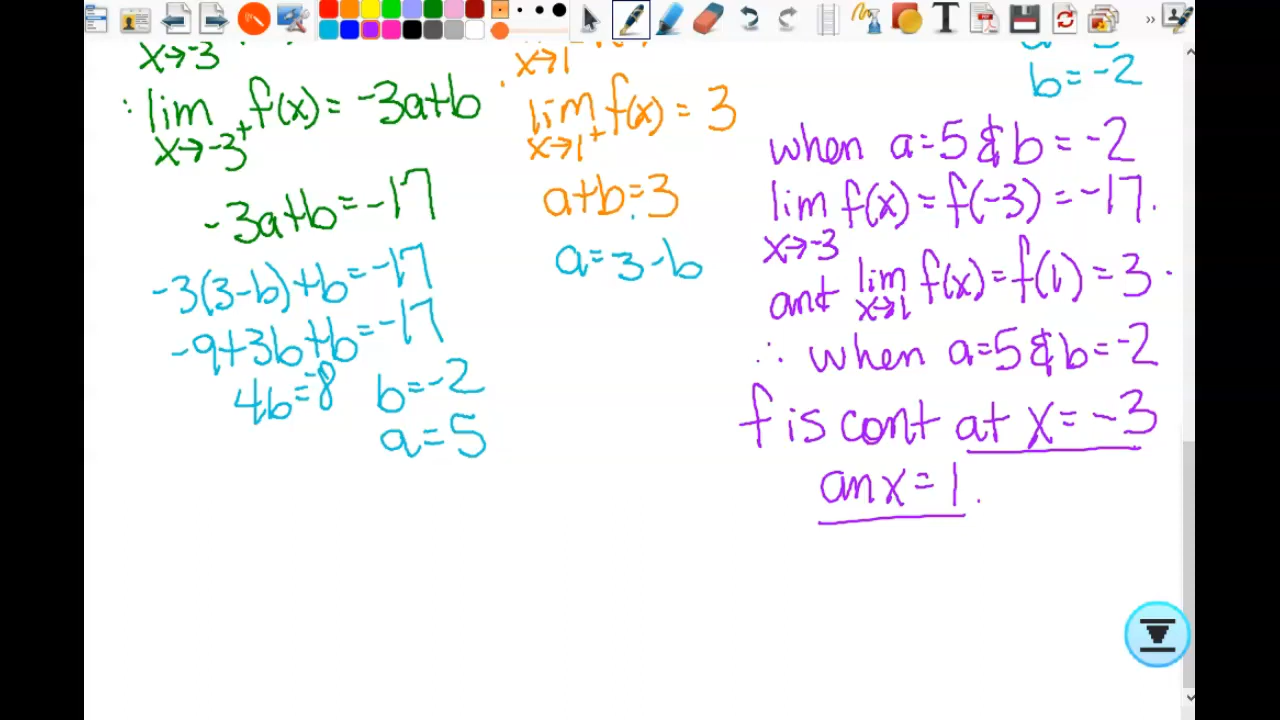 x→-3
lim f(x) = -3a+b
x→-3⁺
-3a+b=-17
-3(3-b)+b=-17
-9+3b+b=-17
4b=-8
b=-2
a=5
x→1
lim f(x) = 3
x→1⁺
a+b=3
a=3-b
b=-2
when a=5 & b=-2
lim f(x) = f(-3) = -17.
x→-3
and lim f(x) = f(1) = 3.
x→1
∴ when a=5 & b=-2
f is cont at x=-3
an x=1.